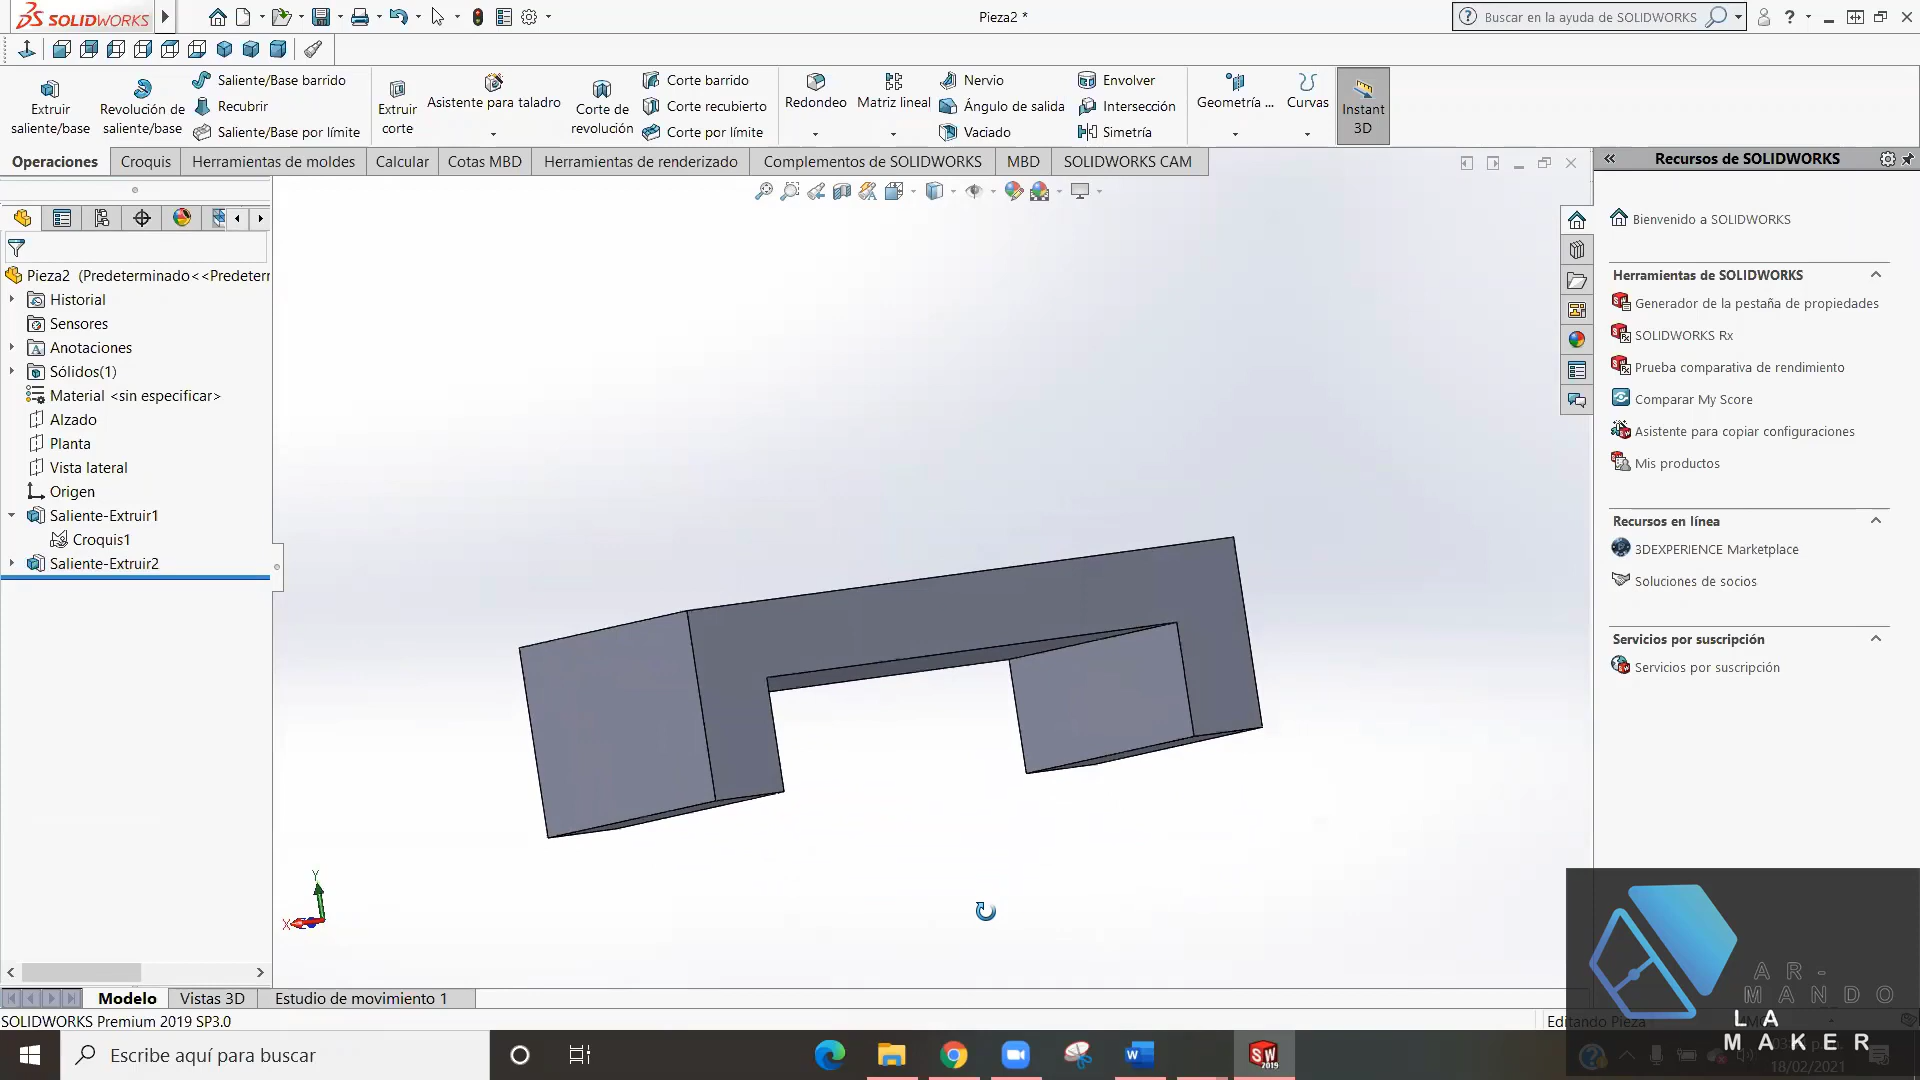 SOLIDWORKS
Pieza2 *
Buscar en la ayuda de SOLIDWORKS
Extruir saliente/base
Revolución de saliente/base
Saliente/Base barrido
Recubrir
Saliente/Base por límite
Extruir corte
Asistente para taladro
Corte de revolución
Corte barrido
Corte recubierto
Corte por límite
Redondeo
Matriz lineal
Nervio
Ángulo de salida
Vaciado
Envolver
Intersección
Simetría
Geometría ...
Curvas
Instant 3D
Operaciones
Croquis
Herramientas de moldes
Calcular
Cotas MBD
Herramientas de renderizado
Complementos de SOLIDWORKS
MBD
SOLIDWORKS CAM
Pieza2 (Predeterminado<<Predeterr
Historial
Sensores
Anotaciones
Sólidos(1)
Material <sin especificar>
Alzado
Planta
Vista lateral
Origen
Saliente-Extruir1
Croquis1
Saliente-Extruir2
Y
X
Recursos de SOLIDWORKS
Bienvenido a SOLIDWORKS
Herramientas de SOLIDWORKS
Generador de la pestaña de propiedades
SOLIDWORKS Rx
Prueba comparativa de rendimiento
Comparar My Score
Asistente para copiar configuraciones
Mis productos
Recursos en línea
3DEXPERIENCE Marketplace
Soluciones de socios
Servicios por suscripción
Servicios por suscripción
Modelo
Vistas 3D
Estudio de movimiento 1
SOLIDWORKS Premium 2019 SP3.0
Editando Pieza
AR-
MANDO
LA
MAKER
Escribe aquí para buscar
SW
2019
18/02/2021